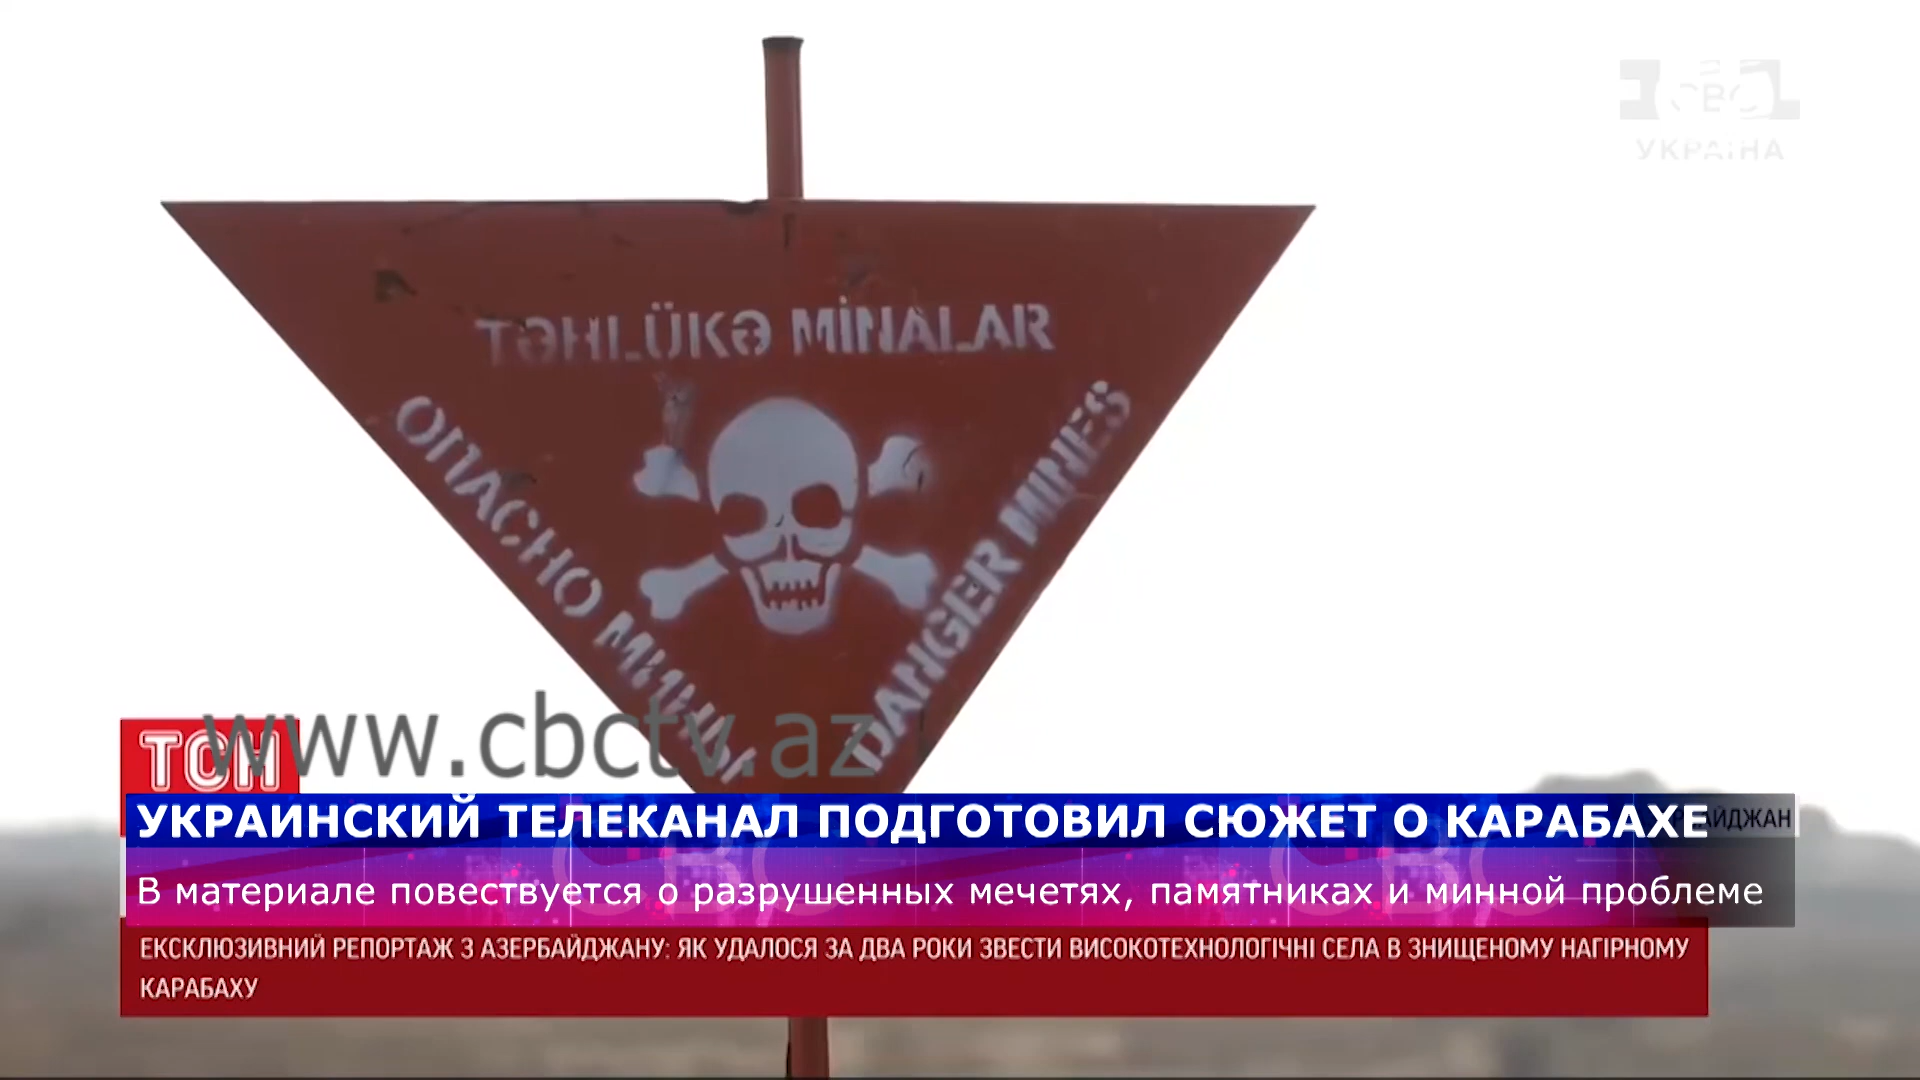 CBC
УКРАЇНА
TƏHLÜKƏ MİNALAR
ОПАСНО МИНЫ
DANGER MINES
www.cbctv.az
ТСН
УКРАИНСКИЙ ТЕЛЕКАНАЛ ПОДГОТОВИЛ СЮЖЕТ О КАРАБАХЕ
АЙДЖАН
В материале повествуется о разрушенных мечетях, памятниках и минной проблеме
ЕКСКЛЮЗИВНИЙ РЕПОРТАЖ З АЗЕРБАЙДЖАНУ: ЯК УДАЛОСЯ ЗА ДВА РОКИ ЗВЕСТИ ВИСОКОТЕХНОЛОГІЧНІ СЕЛА В ЗНИЩЕНОМУ НАГІРНОМУ
КАРАБАХУ